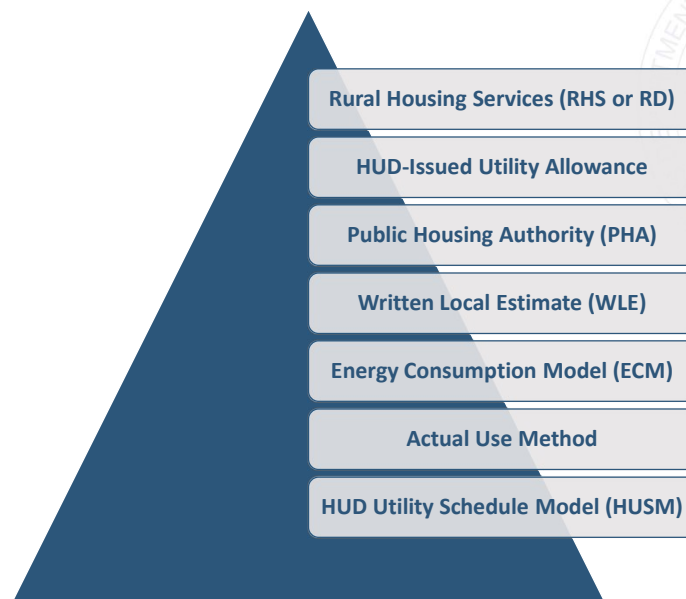 Rural Housing Services (RHS or RD)
HUD-Issued Utility Allowance
Public Housing Authority (PHA)
Written Local Estimate (WLE)
Energy Consumption Model (ECM)
Actual Use Method
HUD Utility Schedule Model (HUSM)